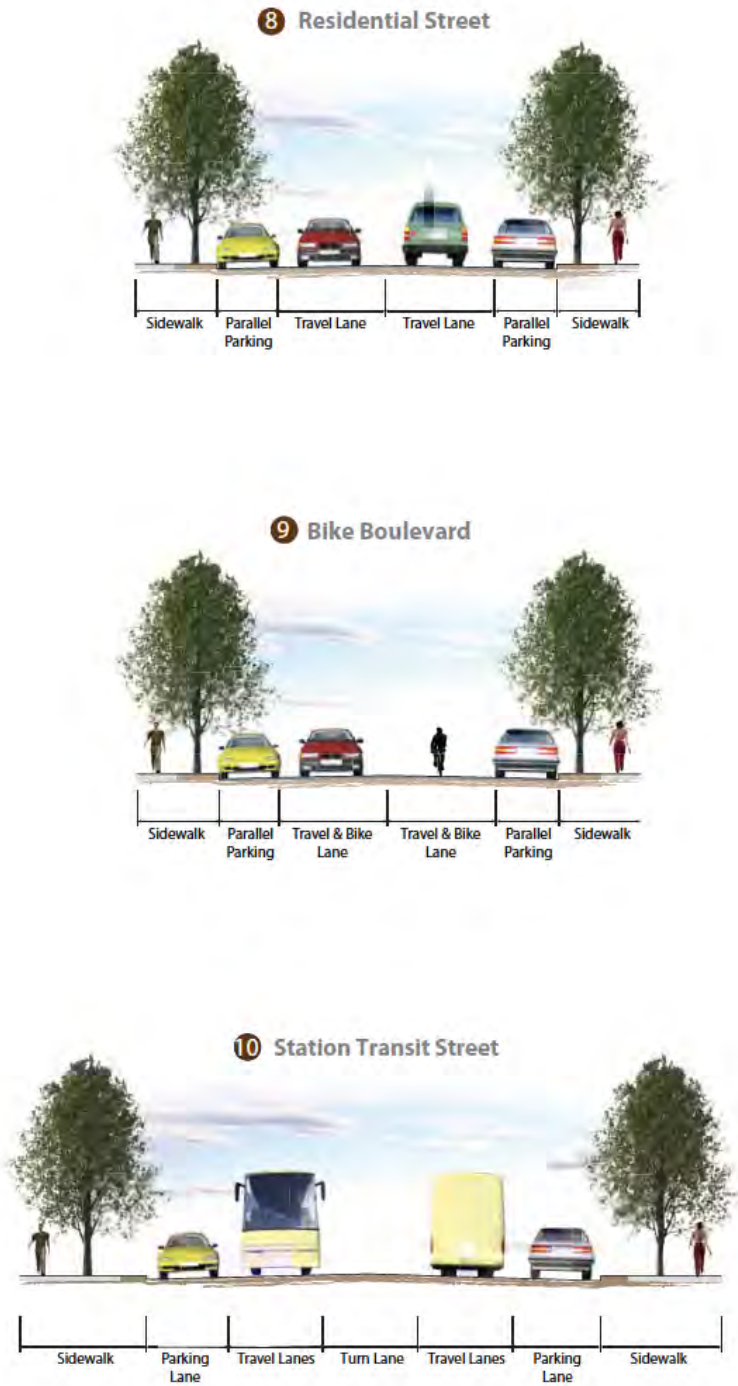 8 Residential Street
Sidewalk Parallel Parking Travel Lane Travel Lane Parallel Parking Sidewalk
9 Bike Boulevard
Sidewalk Parallel Parking Travel & Bike Lane Travel & Bike Lane Parallel Parking Sidewalk
10 Station Transit Street
Sidewalk Parking Lane Travel Lanes Turn Lane Travel Lanes Parking Lane Sidewalk